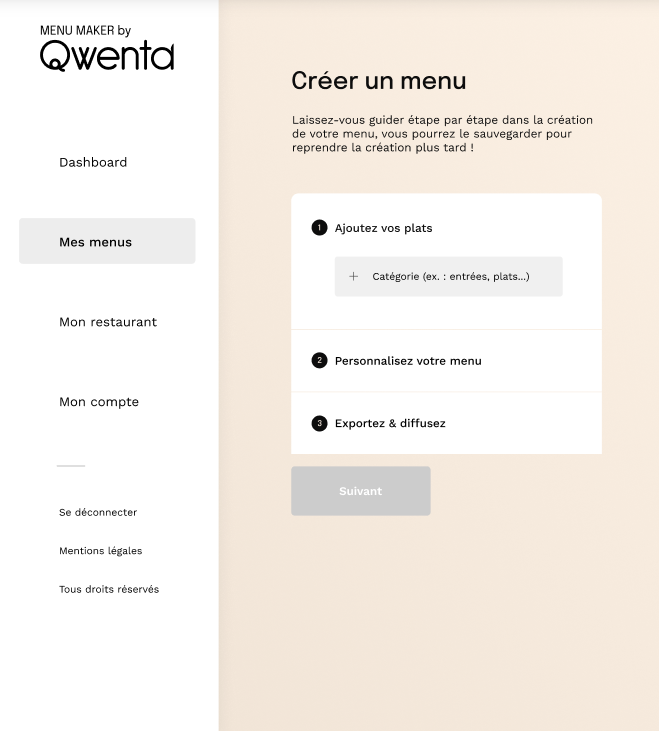 MENU MAKER by
Qwenta
Dashboard
Mes menus
Mon restaurant
Mon compte
Se déconnecter
Mentions légales
Tous droits réservés
Créer un menu
Laissez-vous guider étape par étape dans la création
de votre menu, vous pourrez le sauvegarder pour
reprendre la création plus tard !
1 Ajoutez vos plats
+ Catégorie (ex. : entrées, plats...)
2 Personnalisez votre menu
3 Exportez & diffusez
Suivant